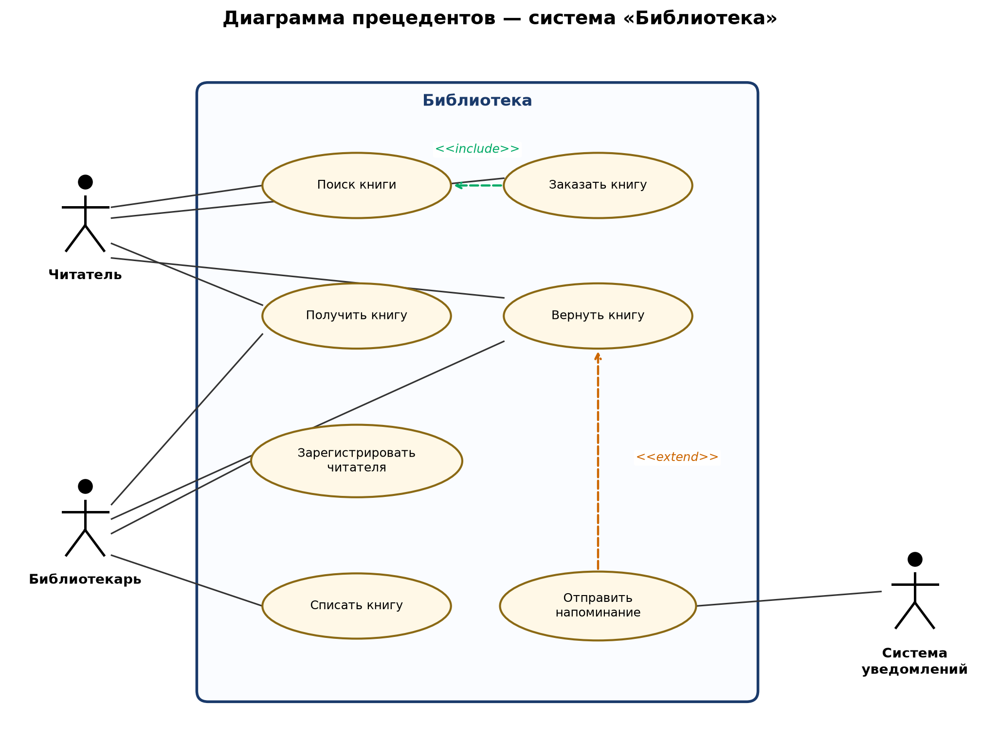 Диаграмма прецедентов — система «Библиотека»
Библиотека
<<include>>
Поиск книги
Заказать книгу
Читатель
Получить книгу
Вернуть книгу
Зарегистрировать
читателя
<<extend>>
Библиотекарь
Списать книгу
Отправить
напоминание
Система
уведомлений